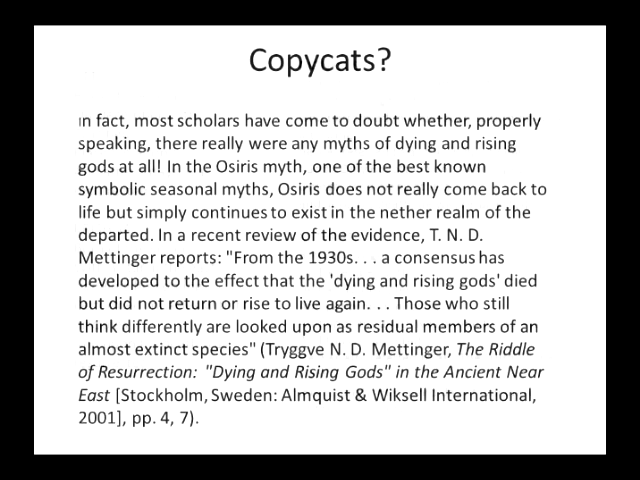 Copycats?
In fact, most scholars have come to doubt whether, properly
speaking, there really were any myths of dying and rising
gods at all! In the Osiris myth, one of the best known
symbolic seasonal myths, Osiris does not really come back to
life but simply continues to exist in the nether realm of the
departed. In a recent review of the evidence, T. N. D.
Mettinger reports: "From the 1930s. . . a consensus has
developed to the effect that the 'dying and rising gods' died
but did not return or rise to live again. . . Those who still
think differently are looked upon as residual members of an
almost extinct species" (Tryggve N. D. Mettinger, The Riddle
of Resurrection: "Dying and Rising Gods" in the Ancient Near
East [Stockholm, Sweden: Almquist & Wiksell International,
2001], pp. 4, 7).